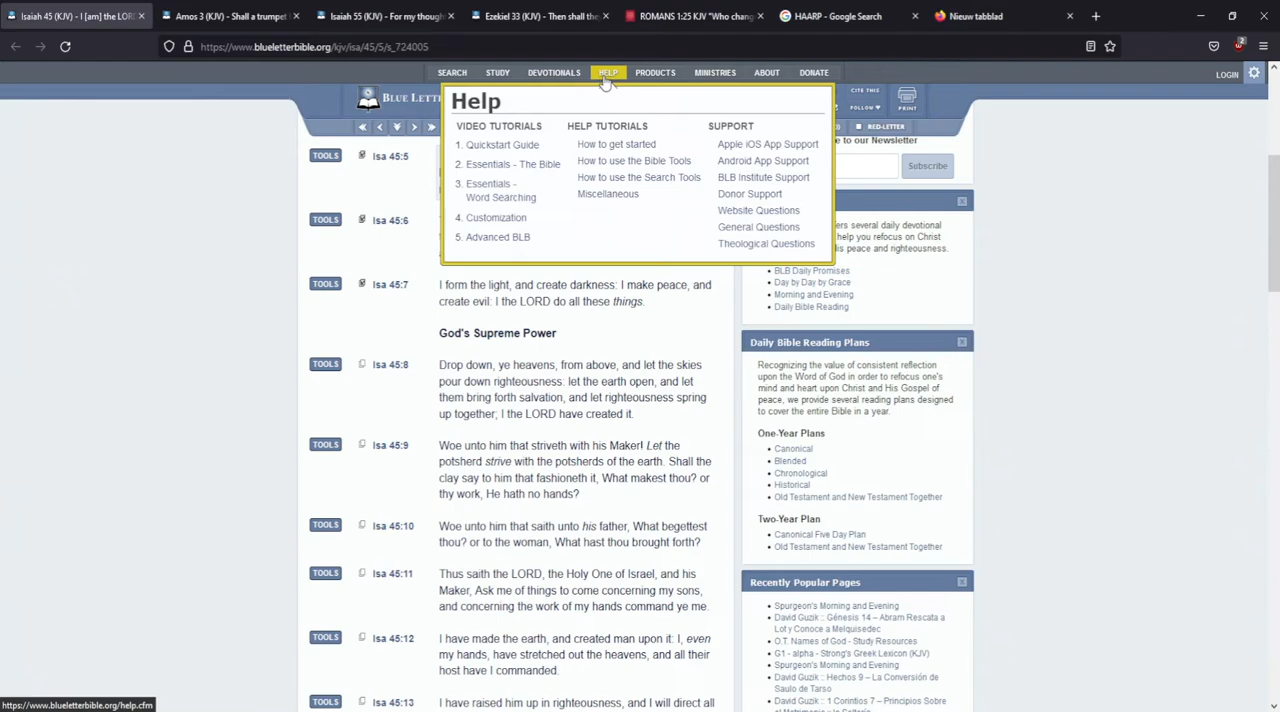 Isaiah 45 (KJV) - I [am] the LOR
Amos 3 (KJV) - Shall a trumpet
Isaiah 55 (KJV) - For my though
Ezekiel 33 (KJV) - Then shall the
ROMANS 1:25 KJV "Who chang
HAARP - Google Search
Nieuw tabblad
https://www.blueletterbible.org/kjv/isa/45/5/s_724005
2
SEARCH STUDY DEVOTIONALS HELP PRODUCTS MINISTRIES ABOUT DONATE
LOGIN
BLUE LETT
CITE THIS
FOLLOW
PRINT
RED-LETTER
Help
VIDEO TUTORIALS
1. Quickstart Guide
2. Essentials - The Bible
3. Essentials -
Word Searching
4. Customization
5. Advanced BLB
HELP TUTORIALS
How to get started
How to use the Bible Tools
How to use the Search Tools
Miscellaneous
SUPPORT
Apple iOS App Support
Android App Support
BLB Institute Support
Donor Support
Website Questions
General Questions
Theological Questions
TOOLS Isa 45:5
TOOLS Isa 45:6
TOOLS Isa 45:7 I form the light, and create darkness: I make peace, and
create evil: I the LORD do all these things.
God's Supreme Power
TOOLS Isa 45:8 Drop down, ye heavens, from above, and let the skies
pour down righteousness: let the earth open, and let
them bring forth salvation, and let righteousness spring
up together; I the LORD have created it.
TOOLS Isa 45:9 Woe unto him that striveth with his Maker! Let the
potsherd strive with the potsherds of the earth. Shall the
clay say to him that fashioneth it, What makest thou? or
thy work, He hath no hands?
TOOLS Isa 45:10 Woe unto him that saith unto his father, What begettest
thou? or to the woman, What hast thou brought forth?
TOOLS Isa 45:11 Thus saith the LORD, the Holy One of Israel, and his
Maker, Ask me of things to come concerning my sons,
and concerning the work of my hands command ye me.
TOOLS Isa 45:12 I have made the earth, and created man upon it: I, even
my hands, have stretched out the heavens, and all their
host have I commanded.
TOOLS Isa 45:13 I have raised him up in righteousness, and I will direct all
e to our Newsletter
Subscribe
ers several daily devotional
help you refocus on Christ
his peace and righteousness.
• BLB Daily Promises
• Day by Day by Grace
• Morning and Evening
• Daily Bible Reading
Daily Bible Reading Plans
Recognizing the value of consistent reflection
upon the Word of God in order to refocus one's
mind and heart upon Christ and His Gospel of
peace, we provide several reading plans designed
to cover the entire Bible in a year.
One-Year Plans
• Canonical
• Blended
• Chronological
• Historical
• Old Testament and New Testament Together
Two-Year Plan
• Canonical Five Day Plan
• Old Testament and New Testament Together
Recently Popular Pages
• Spurgeon's Morning and Evening
• David Guzik :: Génesis 14 – Abram Rescata a
Lot y Conoce a Melquisedec
• O.T. Names of God - Study Resources
• G1 - alpha - Strong's Greek Lexicon (KJV)
• Spurgeon's Morning and Evening
• David Guzik :: Hechos 9 – La Conversión de
Saulo de Tarso
• David Guzik :: 1 Corintios 7 – Principios Sobre
https://www.blueletterbible.org/help.cfm